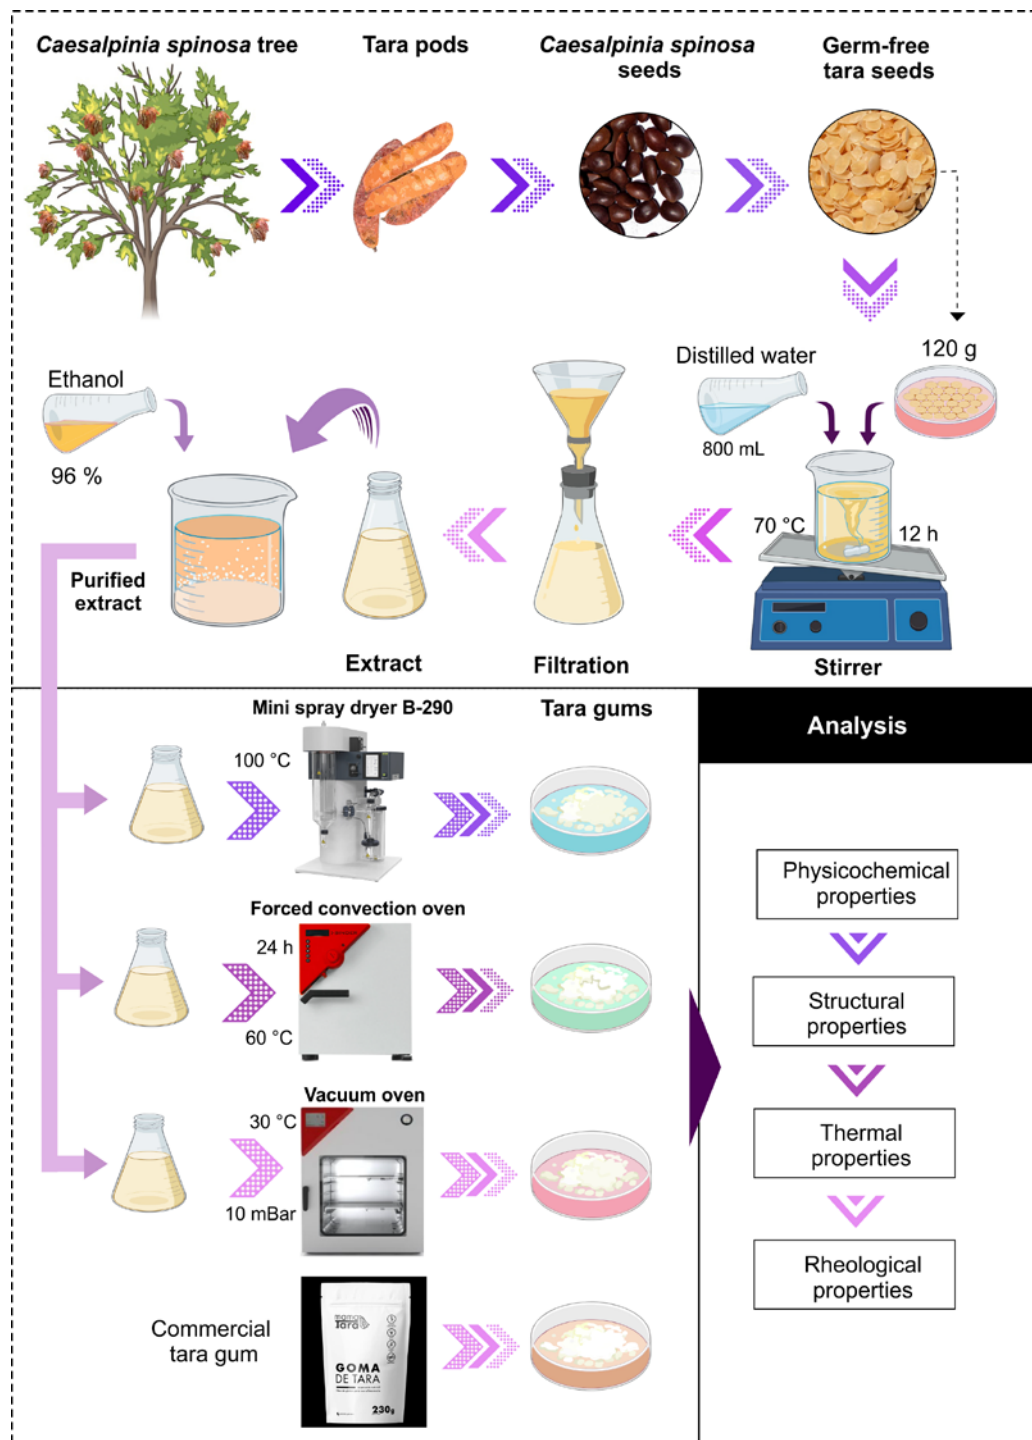 Caesalpinia spinosa tree
Tara pods
Caesalpinia spinosa
seeds
Germ-free
tara seeds
Ethanol
96 %
Distilled water
800 mL
120 g
70 °C
12 h
Purified
extract
Extract
Filtration
Stirrer
Mini spray dryer B-290
Tara gums
Analysis
100 °C
Forced convection oven
24 h
60 °C
Vacuum oven
30 °C
10 mBar
Commercial
tara gum
mama
Tara
GOMA
DE TARA
230g
Physicochemical
properties
Structural
properties
Thermal
properties
Rheological
properties